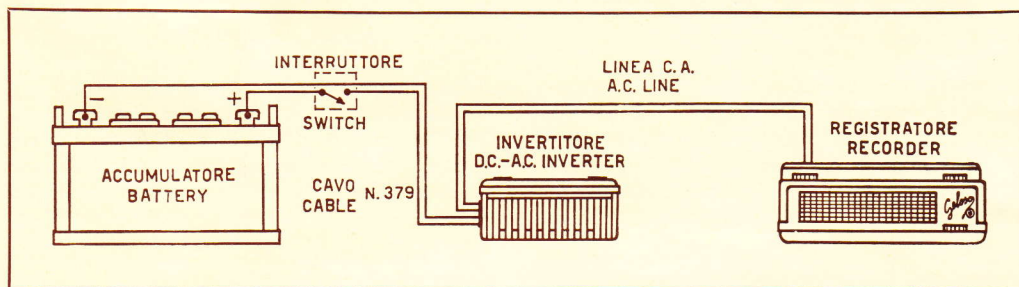 INTERRUTTORE
SWITCH
-
+
ACCUMULATORE
BATTERY
CAVO
CABLE
N. 379
LINEA C.A.
A.C. LINE
INVERTITORE
D.C.-A.C. INVERTER
REGISTRATORE
RECORDER
Geloso